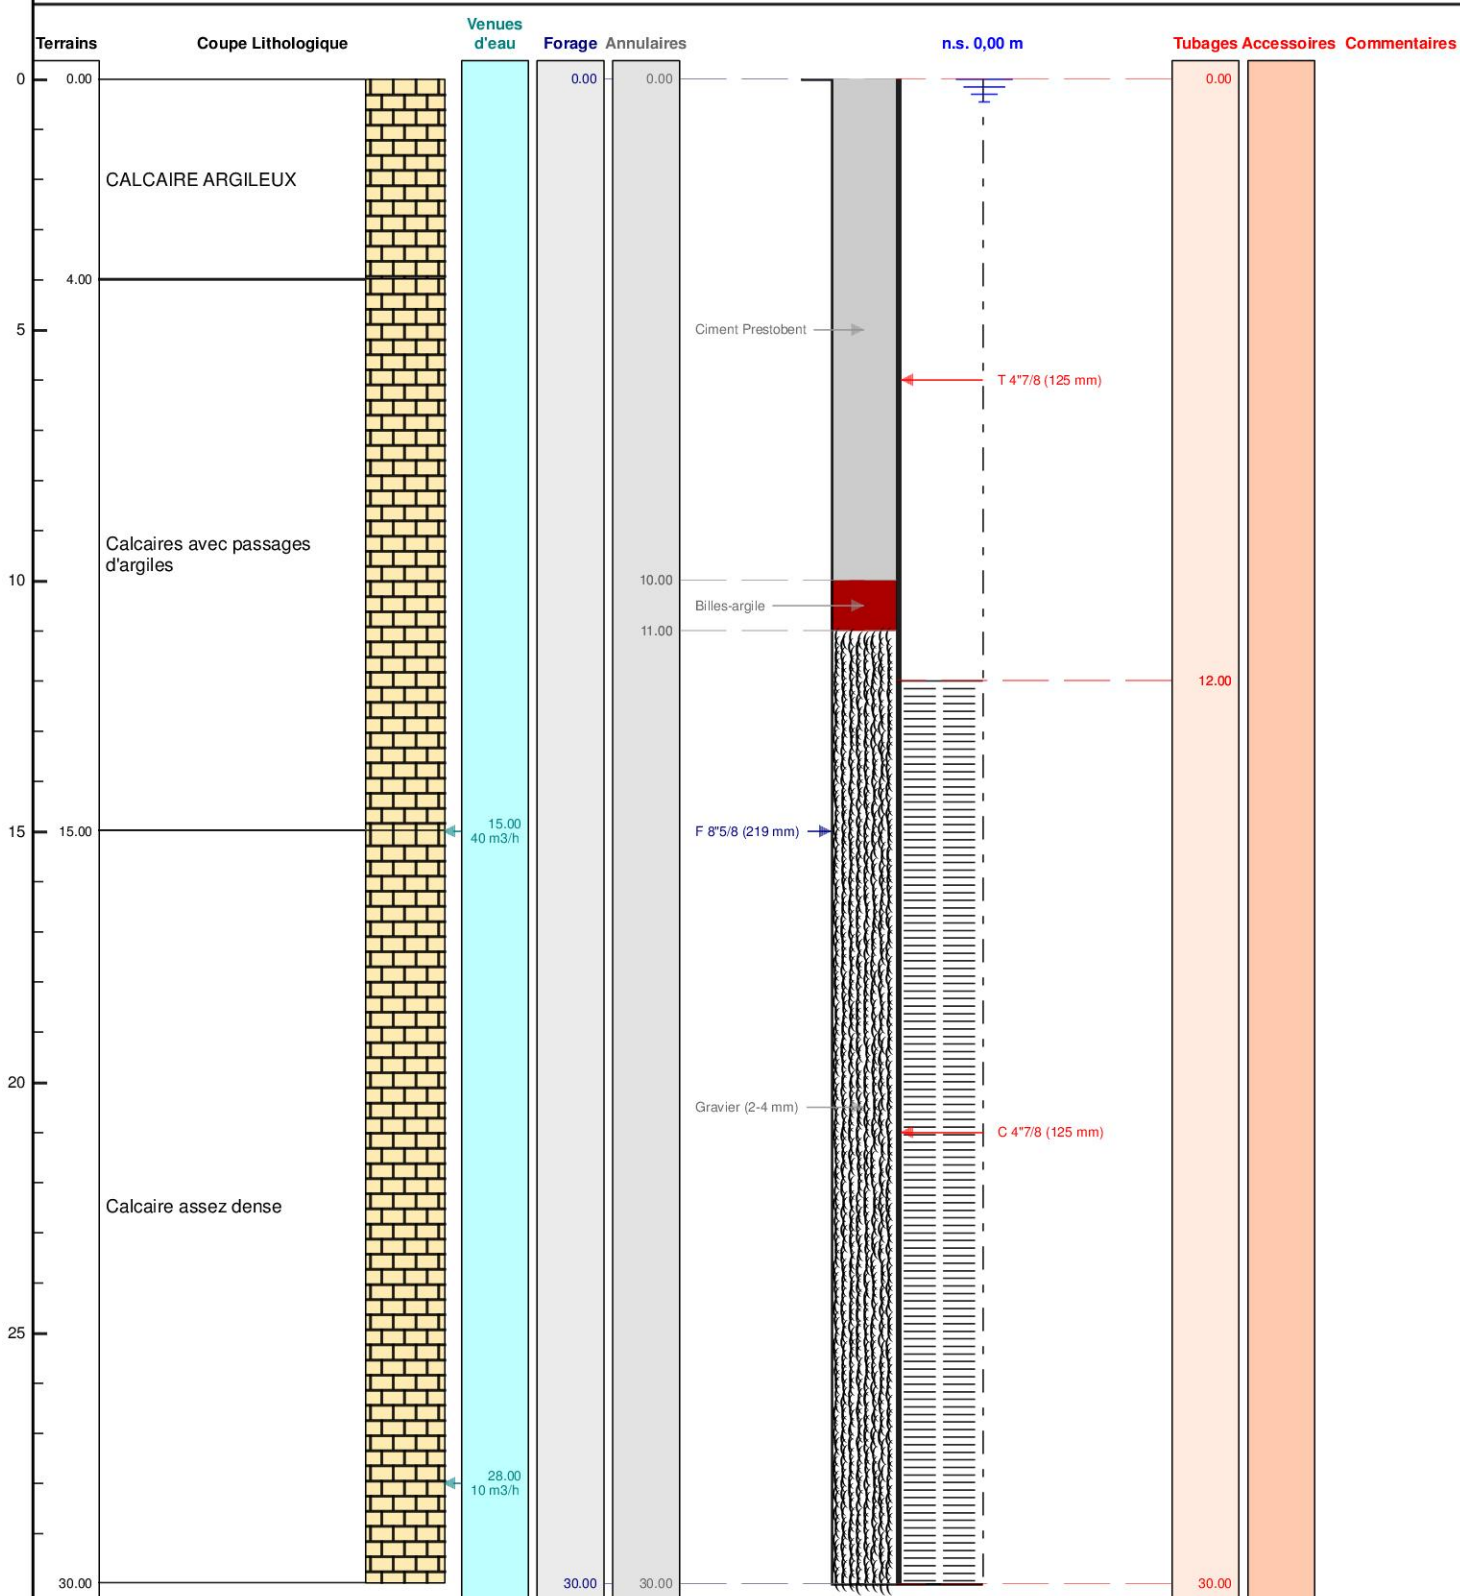 Venues
Terrains Coupe Lithologique d'eau Forage Annulaires n.s. 0,00 m Tubages Accessoires Commentaires
0 0.00 0.00 0.00 0.00
CALCAIRE ARGILEUX
4.00
5 Ciment Prestobent
T 4"7/8 (125 mm)
Calcaires avec passages
d'argiles
10 10.00
Billes-argile
11.00
12.00
15 15.00 15.00 F 8"5/8 (219 mm)
40 m3/h
20
Gravier (2-4 mm)
C 4"7/8 (125 mm)
Calcaire assez dense
25
28.00
10 m3/h
30.00 30.00 30.00 30.00